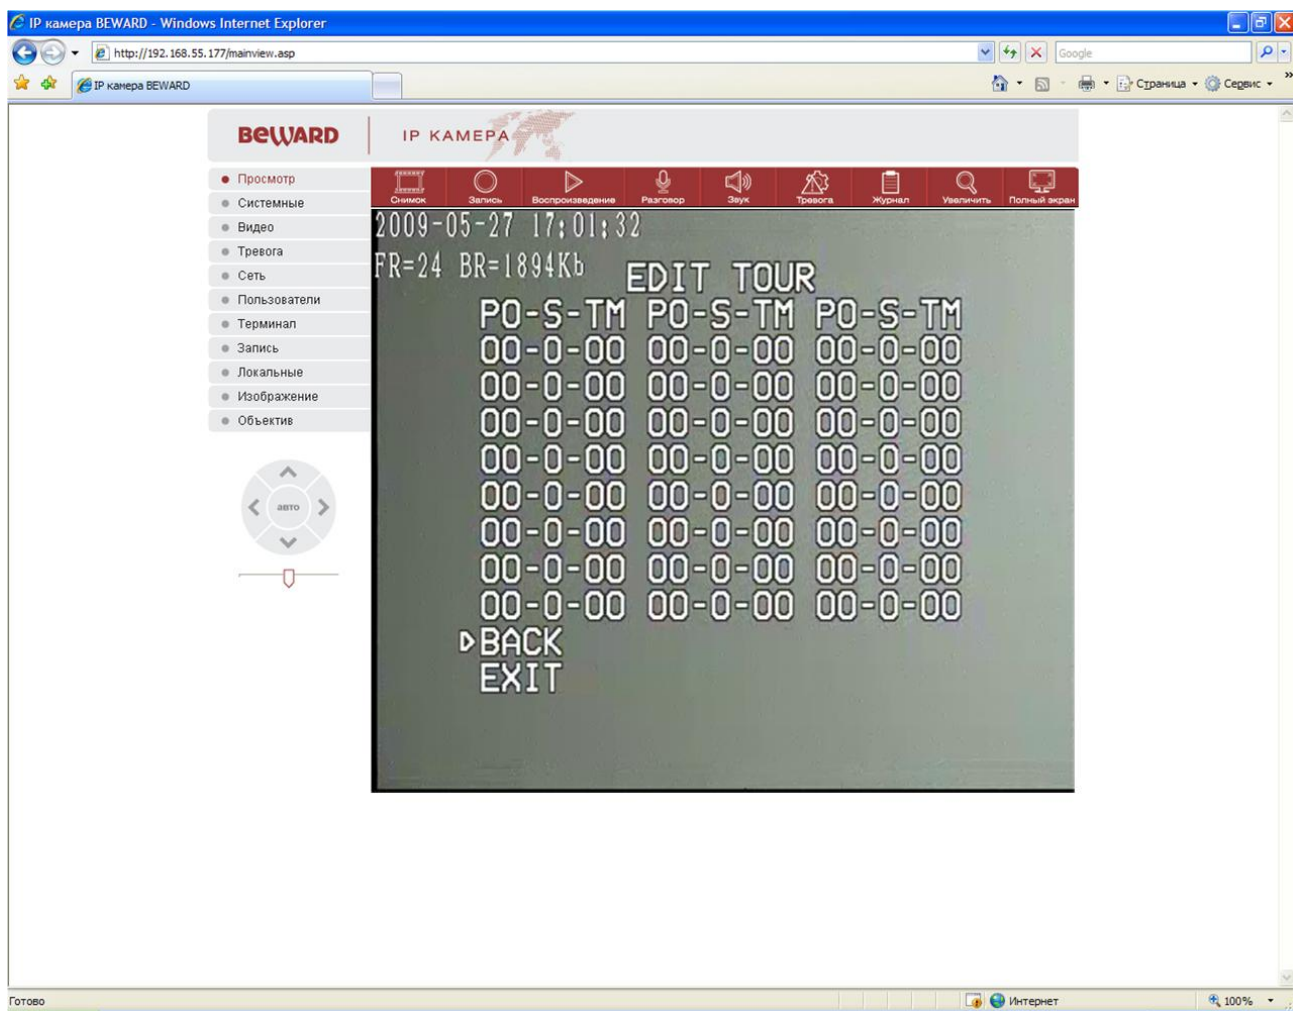 IP камера BEWARD - Windows Internet Explorer
http://192.168.55.177/mainview.asp
Google
IP камера BEWARD
Страница
Сервис
BEWARD
IP КАМЕРА
Просмотр
Системные
Видео
Тревога
Сеть
Пользователи
Терминал
Запись
Локальные
Изображение
Объектив
авто
Снимок Запись Воспроизведение Разговор Звук Тревога Журнал Увеличить Полный экран
2009-05-27 17:01:32
FR=24 BR=1894Kb
EDIT TOUR
PO-S-TM PO-S-TM PO-S-TM
00-0-00 00-0-00 00-0-00
00-0-00 00-0-00 00-0-00
00-0-00 00-0-00 00-0-00
00-0-00 00-0-00 00-0-00
00-0-00 00-0-00 00-0-00
00-0-00 00-0-00 00-0-00
00-0-00 00-0-00 00-0-00
00-0-00 00-0-00 00-0-00
BACK
EXIT
Готово
Интернет
100%